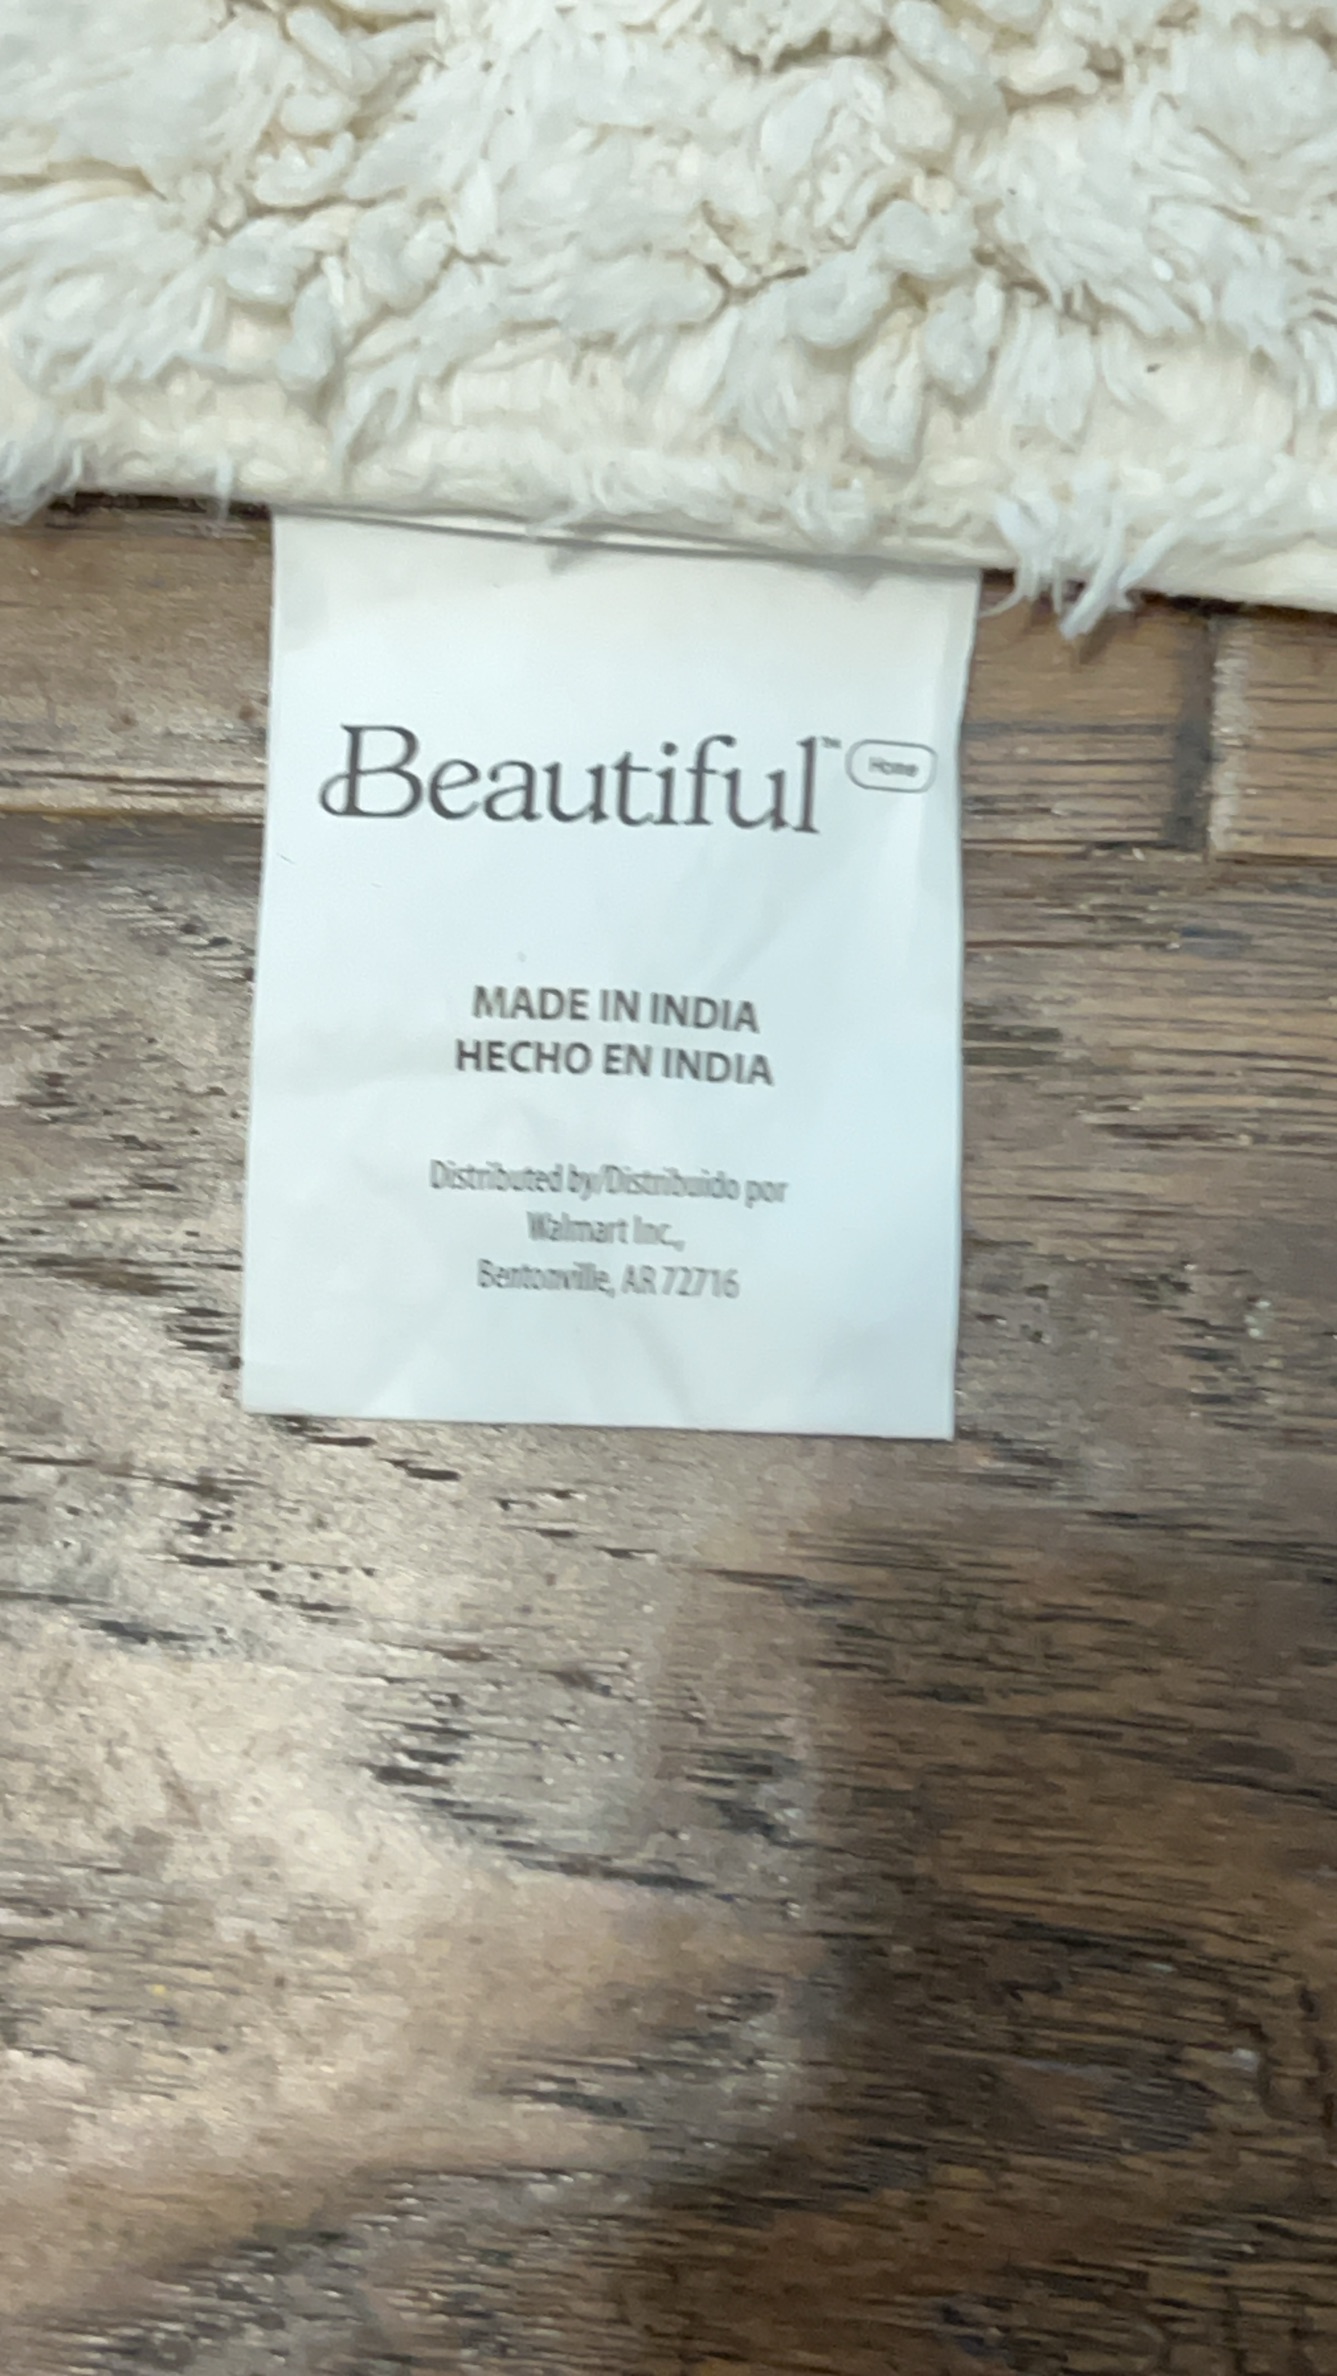 Beautiful™ Home
MADE IN INDIA
HECHO EN INDIA
Distributed by/Distribuido por
Walmart Inc.,
Bentonville, AR 72716